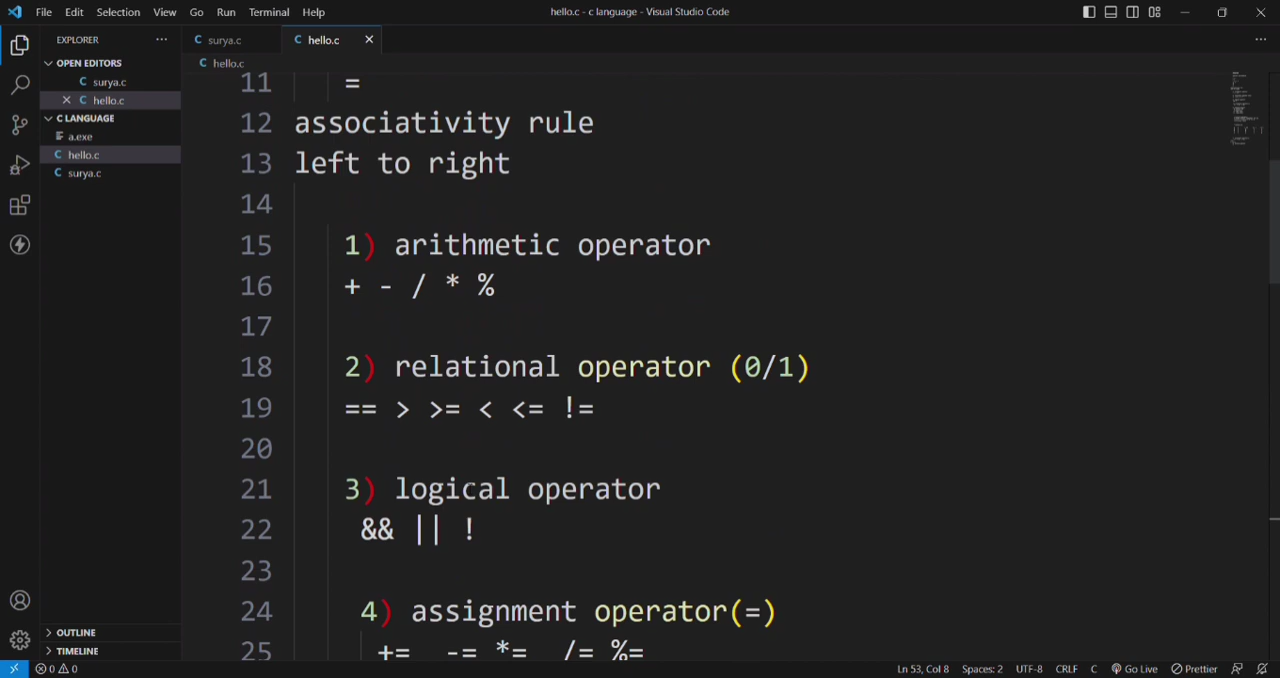 File Edit Selection View Go Run Terminal Help hello.c - c language - Visual Studio Code
EXPLORER ··· surya.c hello.c
OPEN EDITORS hello.c
surya.c
hello.c
C LANGUAGE
a.exe
hello.c
surya.c
11 =
12 associativity rule
13 left to right
14
15 1) arithmetic operator
16 + - / * %
17
18 2) relational operator (0/1)
19 == > >= < <= !=
20
21 3) logical operator
22 && || !
23
24 4) assignment operator(=)
25 += -= *= /= %=
OUTLINE
TIMELINE
0 0 Ln 53, Col 8 Spaces: 2 UTF-8 CRLF C Go Live Prettier